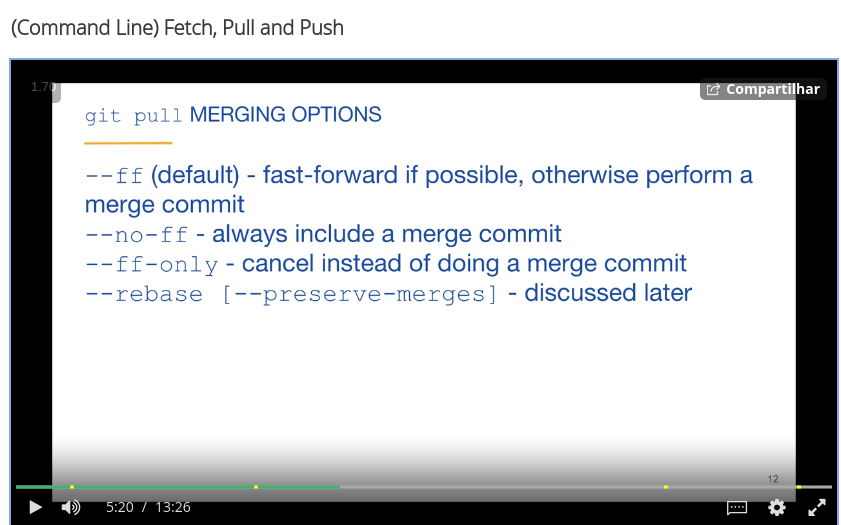 (Command Line) Fetch, Pull and Push
1.70
Compartilhar
git pull MERGING OPTIONS
--ff (default) - fast-forward if possible, otherwise perform a
merge commit
--no-ff - always include a merge commit
--ff-only - cancel instead of doing a merge commit
--rebase [--preserve-merges] - discussed later
12
5:20 / 13:26